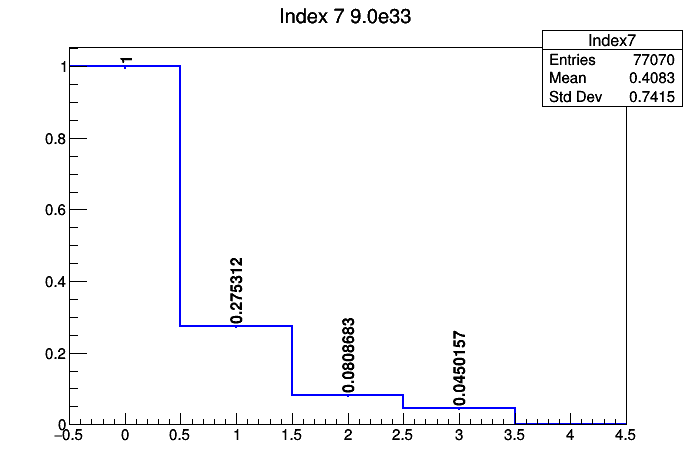 Index 7 9.0e33
Index7
Entries 77070
Mean 0.4083
Std Dev 0.7415
1
0.8
0.6
0.4
0.2
0
1
0.275312
0.0808683
0.0450157
−0.5 0 0.5 1 1.5 2 2.5 3 3.5 4 4.5